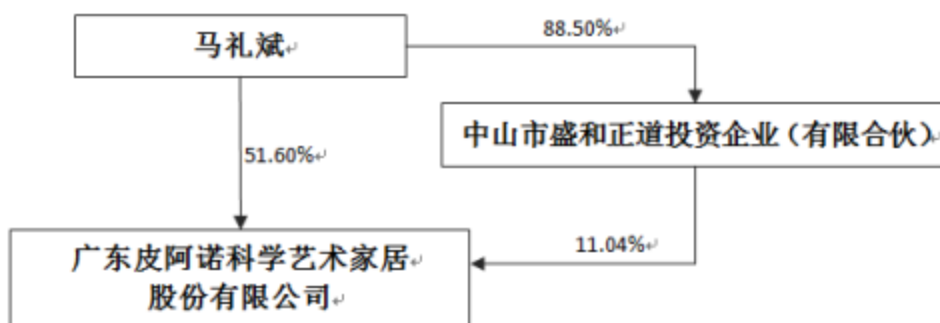 马礼斌
88.50%
中山市盛和正道投资企业（有限合伙）
51.60%
11.04%
广东皮阿诺科学艺术家居
股份有限公司